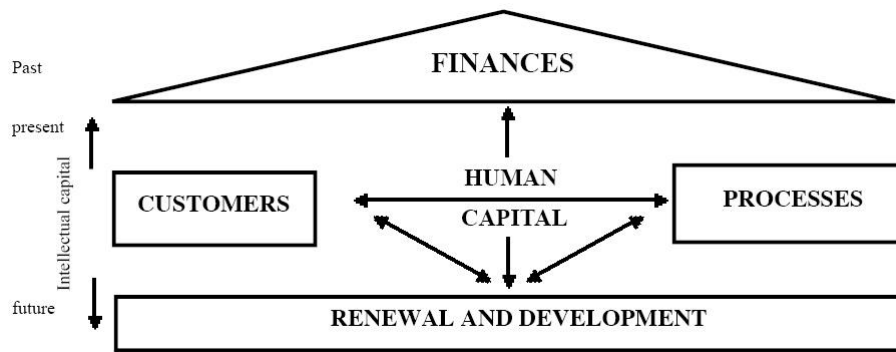 Past
FINANCES
present
Intellectual capital
HUMAN
CUSTOMERS
CAPITAL
PROCESSES
future
RENEWAL AND DEVELOPMENT